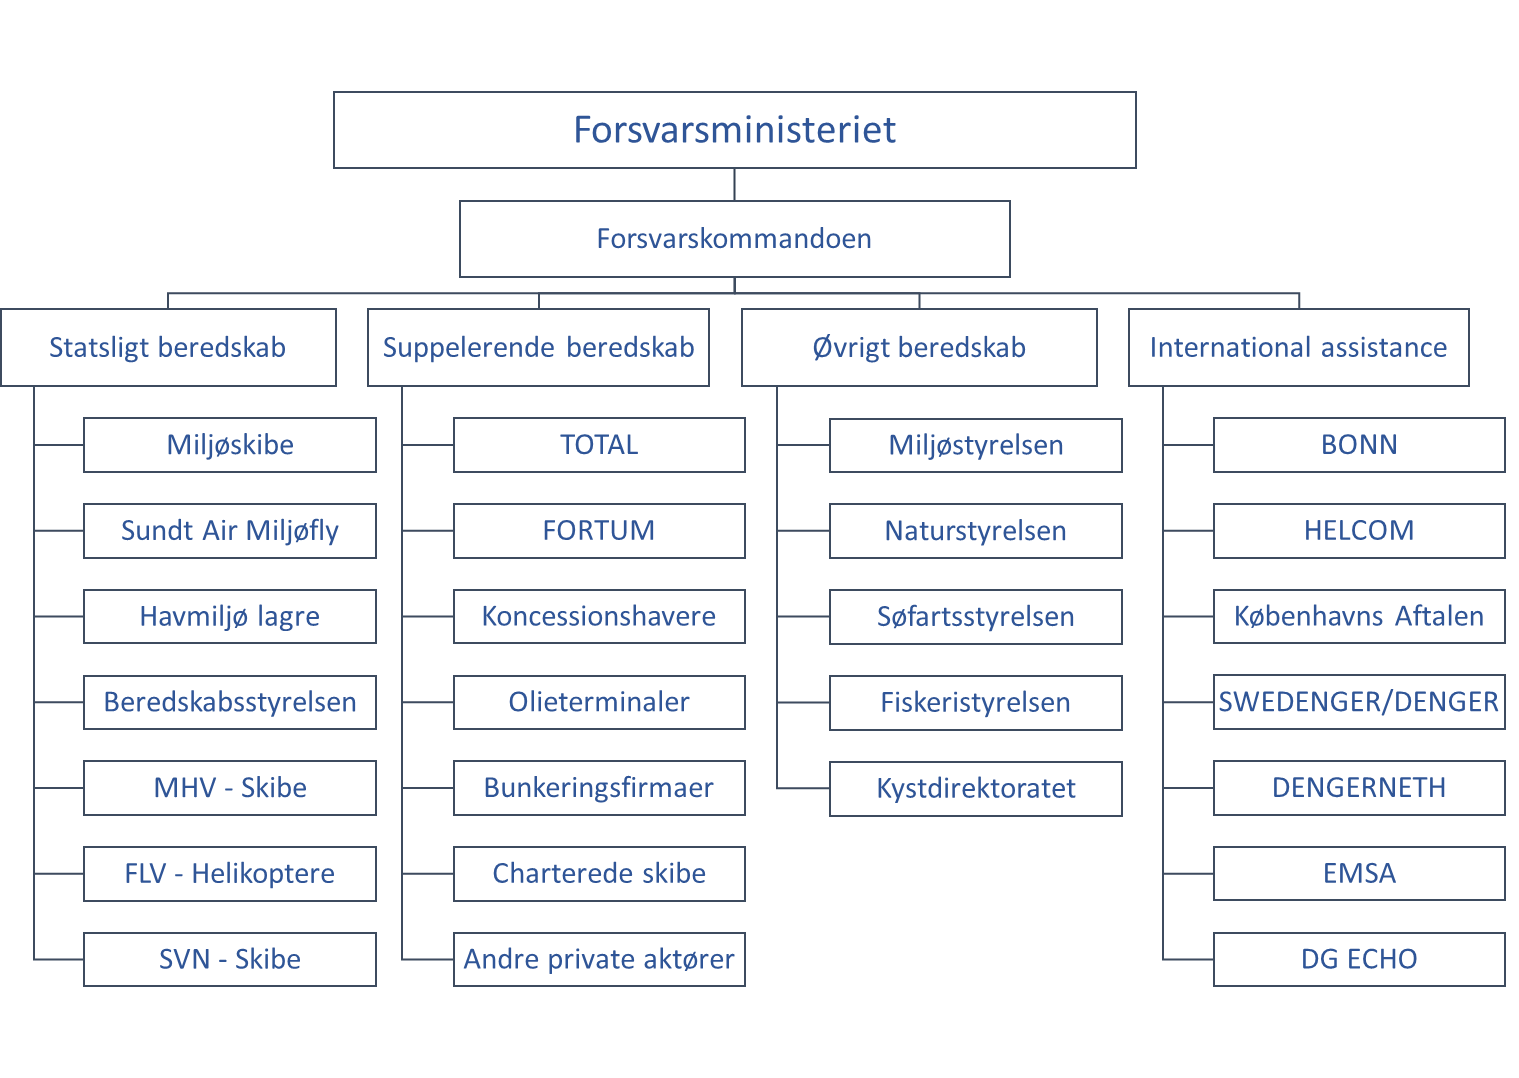 Forsvarsministeriet
Forsvarskommandoen
Statsligt beredskab
Miljøskibe
Sundt Air Miljøfly
Havmiljø lagre
Beredskabsstyrelsen
MHV - Skibe
FLV - Helikoptere
SVN - Skibe
Suppelerende beredskab
TOTAL
FORTUM
Koncessionshavere
Olieterminaler
Bunkeringsfirmaer
Charterede skibe
Andre private aktører
Øvrigt beredskab
Miljøstyrelsen
Naturstyrelsen
Søfartsstyrelsen
Fiskeristyrelsen
Kystdirektoratet
International assistance
BONN
HELCOM
Københavns Aftalen
SWEDENGER/DENGER
DENGERNETH
EMSA
DG ECHO